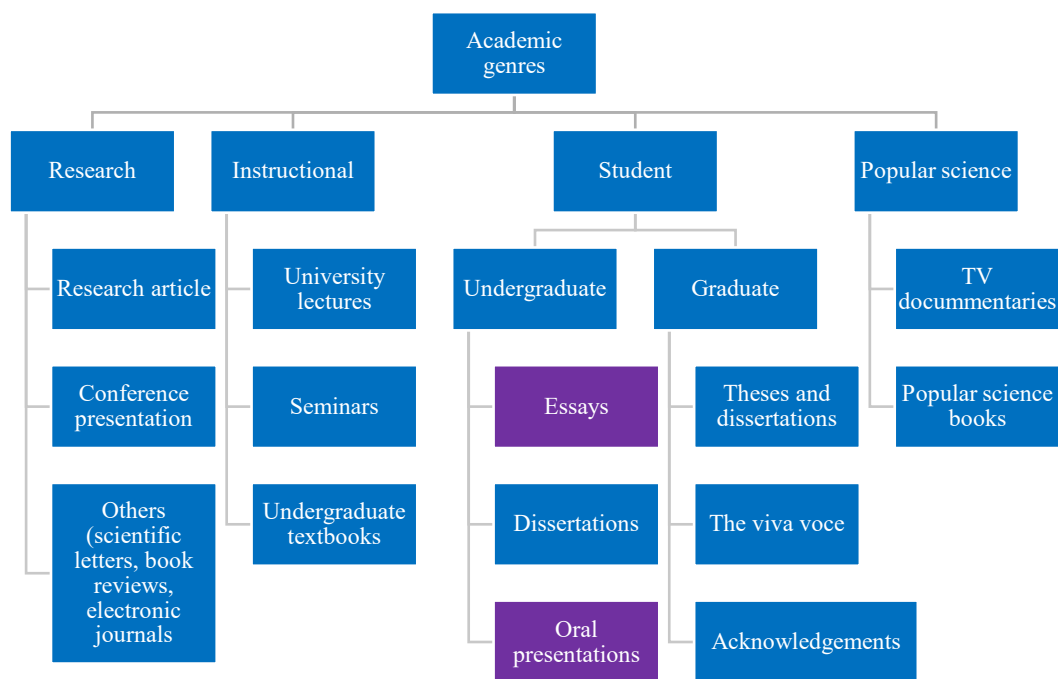 Academic
genres
Research
Instructional
Student
Popular science
Research article
Conference
presentation
Others
(scientific
letters, book
reviews,
electronic
journals
University
lectures
Seminars
Undergraduate
textbooks
Undergraduate
Graduate
Essays
Dissertations
Oral
presentations
Theses and
dissertations
The viva voce
Acknowledgements
TV
docummentaries
Popular science
books